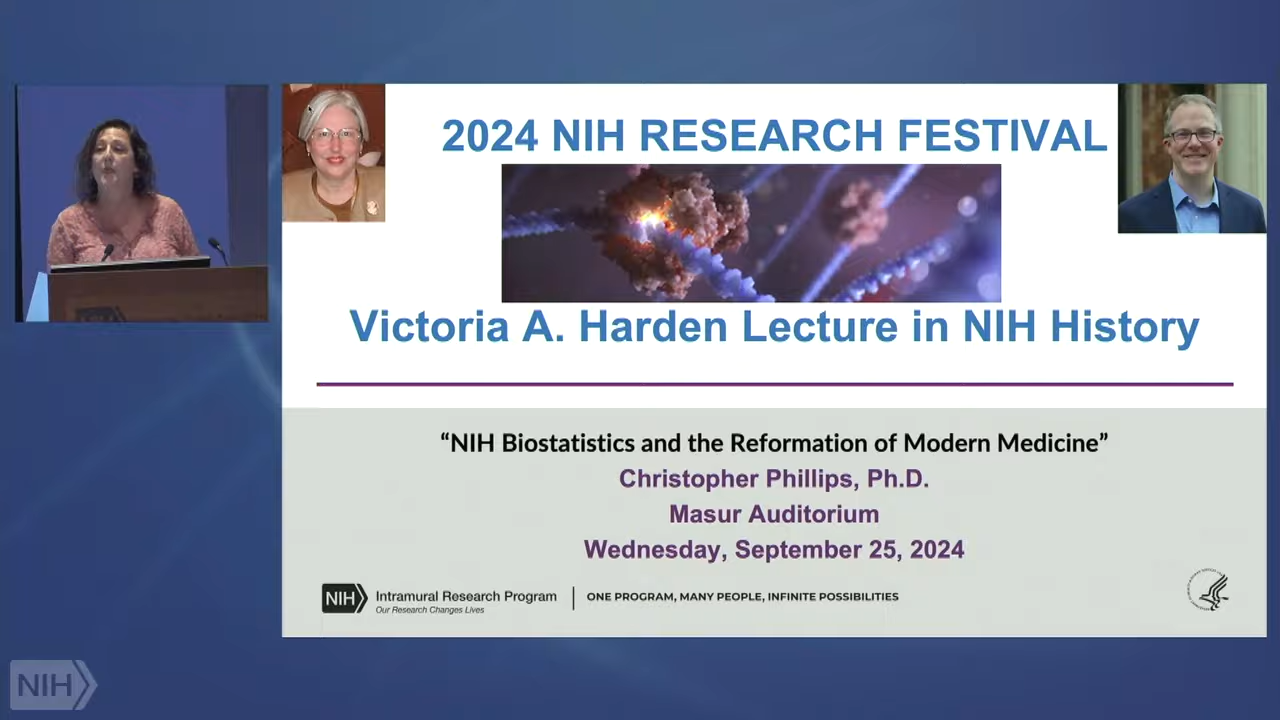 2024 NIH RESEARCH FESTIVAL
Victoria A. Harden Lecture in NIH History
“NIH Biostatistics and the Reformation of Modern Medicine”
Christopher Phillips, Ph.D.
Masur Auditorium
Wednesday, September 25, 2024
NIH Intramural Research Program
Our Research Changes Lives
ONE PROGRAM, MANY PEOPLE, INFINITE POSSIBILITIES
NIH